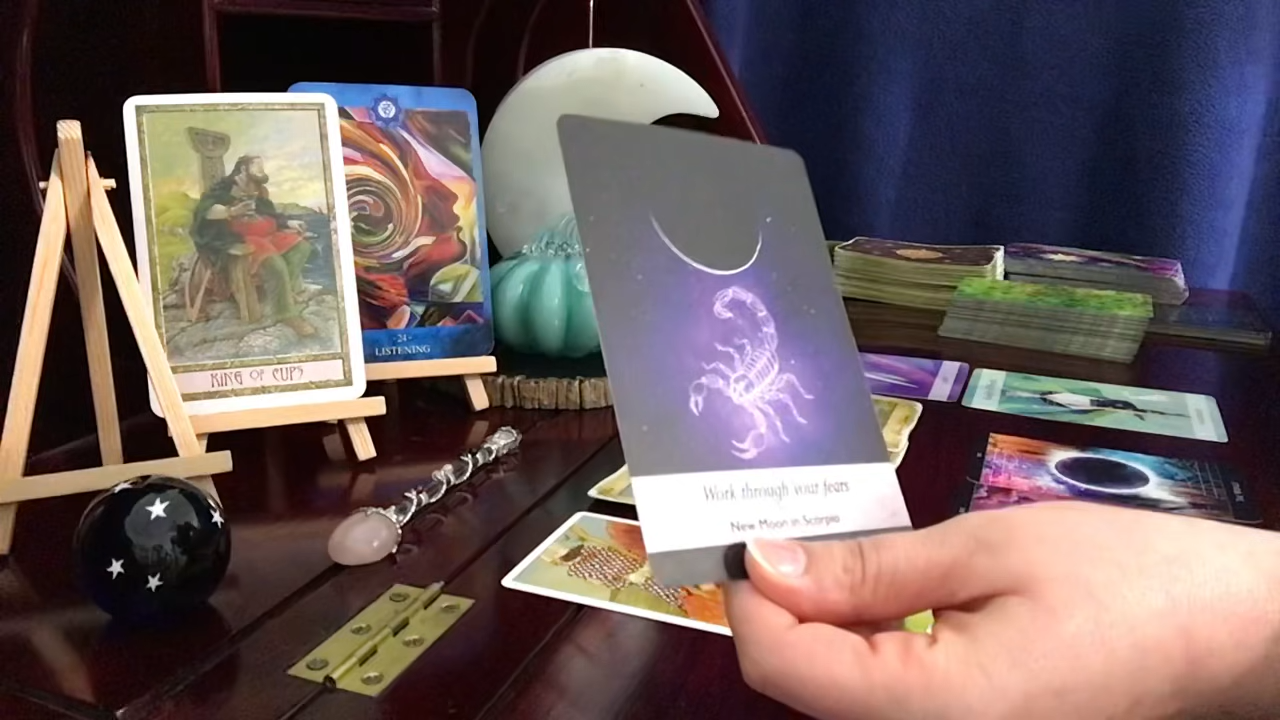 KING OF CUPS
-24-
LISTENING
Work through your fears
New Moon in Scorpio